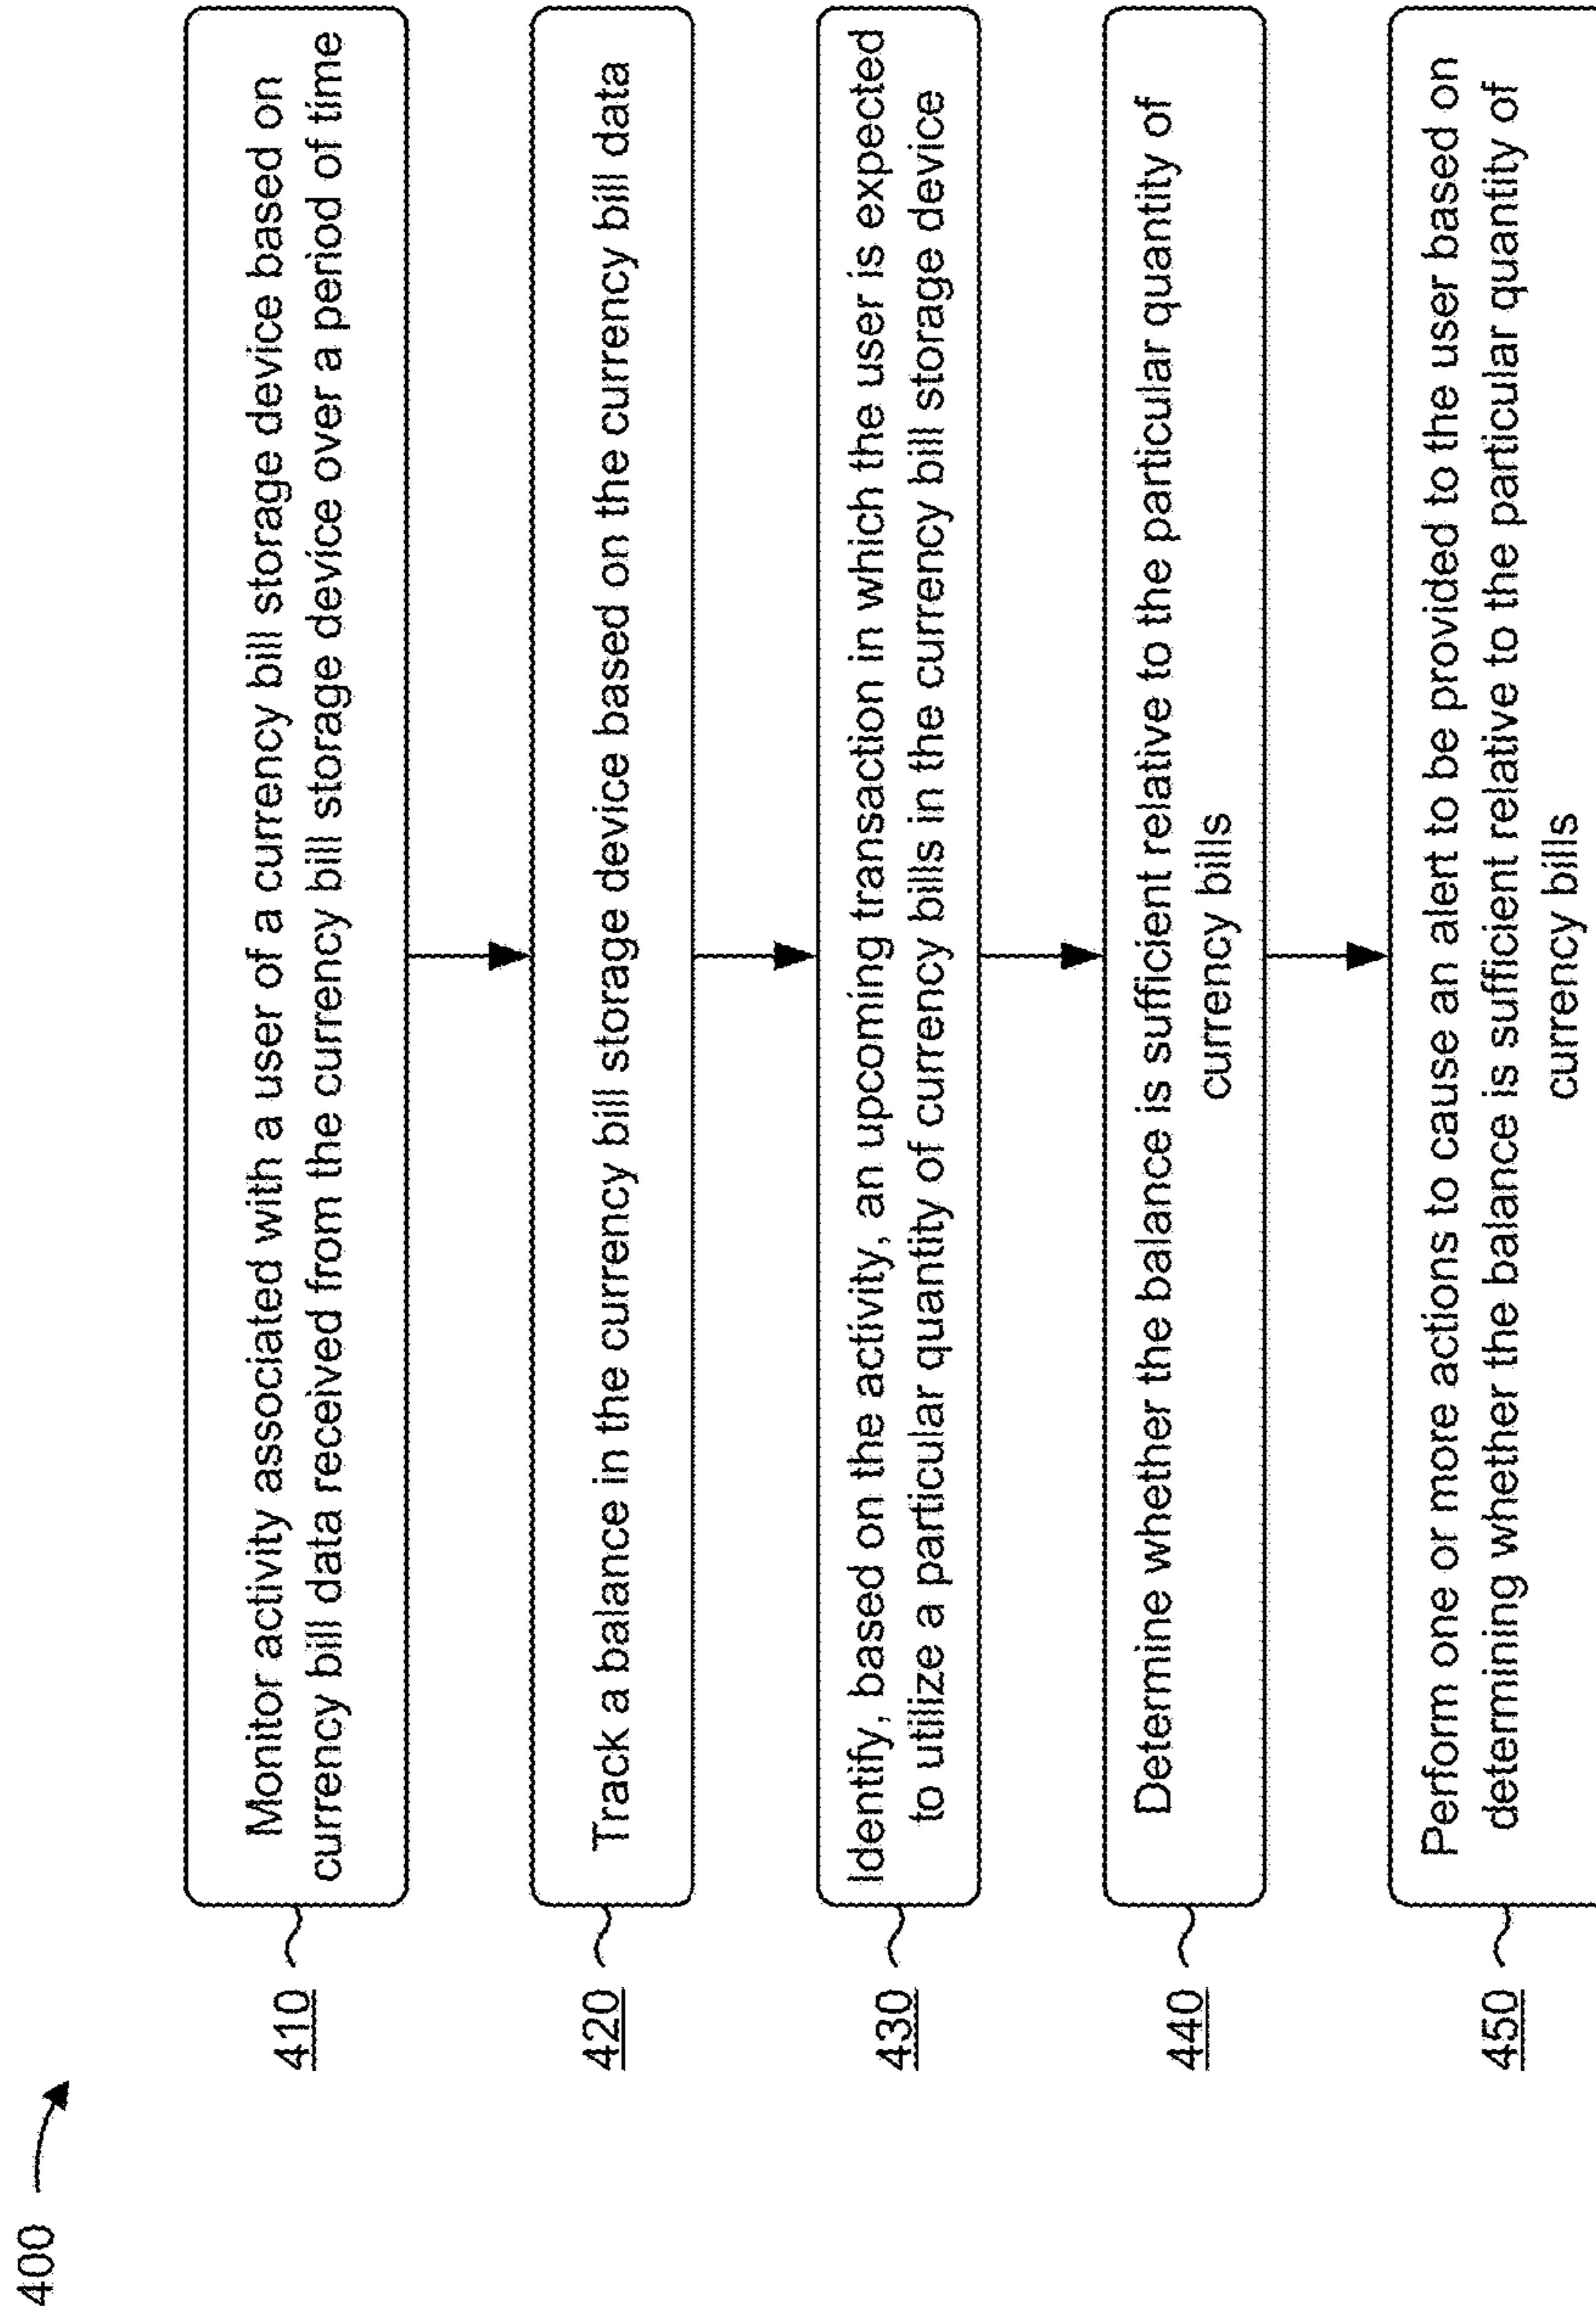 400
410
Monitor activity associated with a user of a currency bill storage device based on
currency bill data received from the currency bill storage device over a period of time
420
Track a balance in the currency bill storage device based on the currency bill data
430
Identify, based on the activity, an upcoming transaction in which the user is expected
to utilize a particular quantity of currency bills in the currency bill storage device
440
Determine whether the balance is sufficient relative to the particular quantity of
currency bills
450
Perform one or more actions to cause an alert to be provided to the user based on
determining whether the balance is sufficient relative to the particular quantity of
currency bills